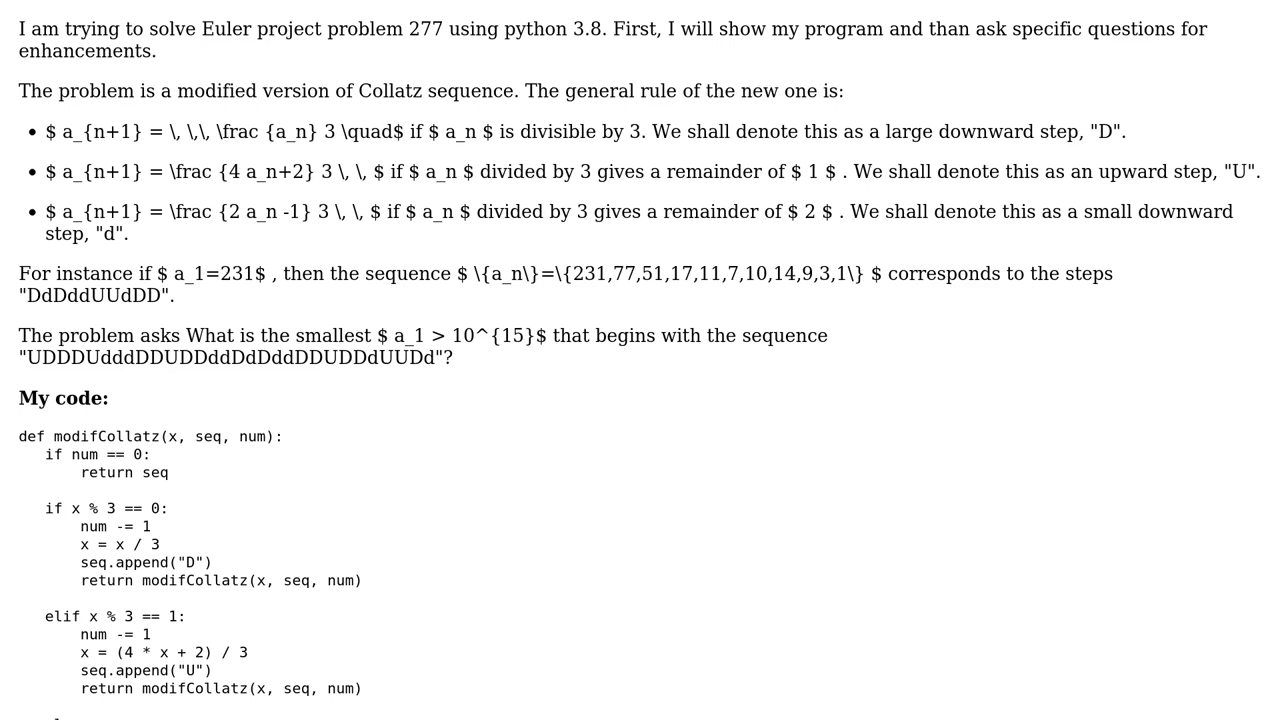 I am trying to solve Euler project problem 277 using python 3.8. First, I will show my program and than ask specific questions for
enhancements.
The problem is a modified version of Collatz sequence. The general rule of the new one is:
• $ a_{n+1} = \, \,\, \frac {a_n} 3 \quad$ if $ a_n $ is divisible by 3. We shall denote this as a large downward step, "D".
• $ a_{n+1} = \frac {4 a_n+2} 3 \, \, $ if $ a_n $ divided by 3 gives a remainder of $ 1 $ . We shall denote this as an upward step, "U".
• $ a_{n+1} = \frac {2 a_n -1} 3 \, \, $ if $ a_n $ divided by 3 gives a remainder of $ 2 $ . We shall denote this as a small downward
step, "d".
For instance if $ a_1=231$ , then the sequence $ \{a_n\}=\{231,77,51,17,11,7,10,14,9,3,1\} $ corresponds to the steps
"DdDddUUdDD".
The problem asks What is the smallest $ a_1 > 10^{15}$ that begins with the sequence
"UDDDUdddDDUDDddDdDddDDUDDdUUDd"?
My code:
def modifCollatz(x, seq, num):
if num == 0:
return seq
if x % 3 == 0:
num -= 1
x = x / 3
seq.append("D")
return modifCollatz(x, seq, num)
elif x % 3 == 1:
num -= 1
x = (4 * x + 2) / 3
seq.append("U")
return modifCollatz(x, seq, num)